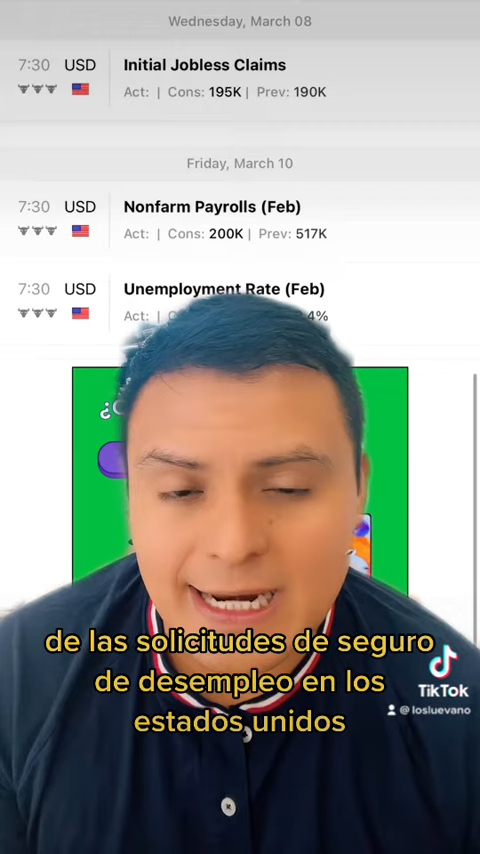 Wednesday, March 08
7:30 USD Initial Jobless Claims
Act: | Cons: 195K | Prev: 190K
Friday, March 10
7:30 USD Nonfarm Payrolls (Feb)
Act: | Cons: 200K | Prev: 517K
7:30 USD Unemployment Rate (Feb)
Act: | 4%
de las solicitudes de seguro
de desempleo en los
estados unidos
TikTok
@losluevano